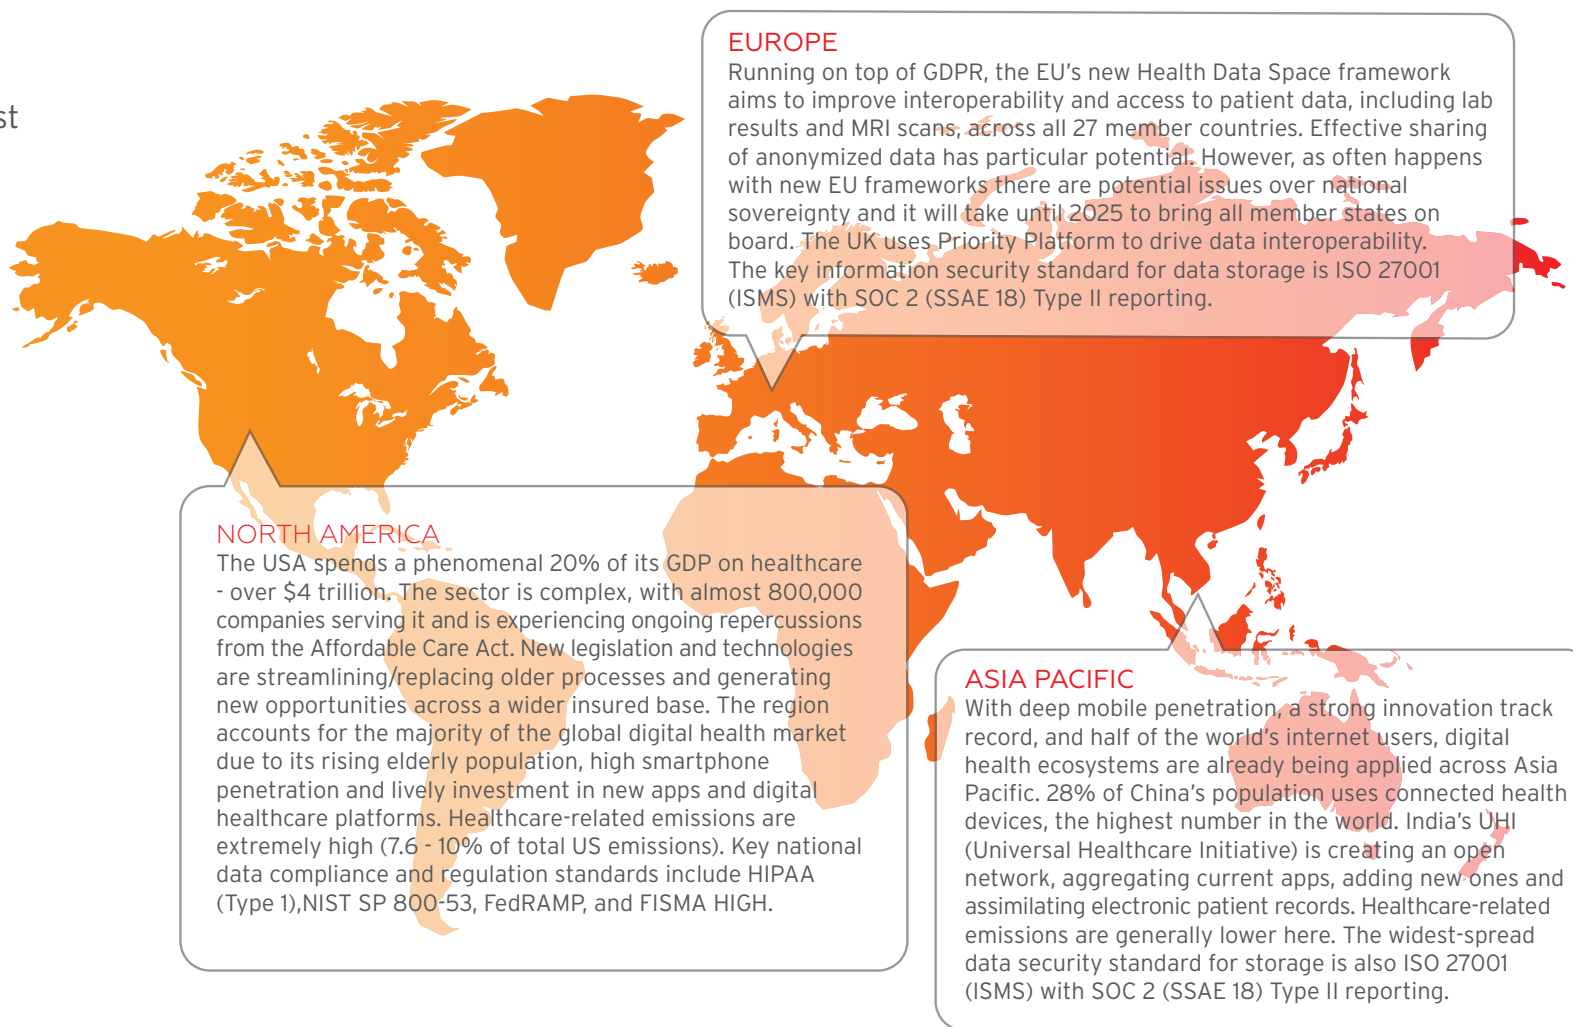 st
EUROPE
Running on top of GDPR, the EU's new Health Data Space framework
aims to improve interoperability and access to patient data, including lab
results and MRI scans, across all 27 member countries. Effective sharing
of anonymized data has particular potential. However, as often happens
with new EU frameworks there are potential issues over national
sovereignty and it will take until 2025 to bring all member states on
board. The UK uses Priority Platform to drive data interoperability.
The key information security standard for data storage is ISO 27001
(ISMS) with SOC 2 (SSAE 18) Type II reporting.
NORTH AMERICA
The USA spends a phenomenal 20% of its GDP on healthcare
- over $4 trillion. The sector is complex, with almost 800,000
companies serving it and is experiencing ongoing repercussions
from the Affordable Care Act. New legislation and technologies
are streamlining/replacing older processes and generating
new opportunities across a wider insured base. The region
accounts for the majority of the global digital health market
due to its rising elderly population, high smartphone
penetration and lively investment in new apps and digital
healthcare platforms. Healthcare-related emissions are
extremely high (7.6 - 10% of total US emissions). Key national
data compliance and regulation standards include HIPAA
(Type 1),NIST SP 800-53, FedRAMP, and FISMA HIGH.
ASIA PACIFIC
With deep mobile penetration, a strong innovation track
record, and half of the world's internet users, digital
health ecosystems are already being applied across Asia
Pacific. 28% of China's population uses connected health
devices, the highest number in the world. India's UHI
(Universal Healthcare Initiative) is creating an open
network, aggregating current apps, adding new ones and
assimilating electronic patient records. Healthcare-related
emissions are generally lower here. The widest-spread
data security standard for storage is also ISO 27001
(ISMS) with SOC 2 (SSAE 18) Type II reporting.